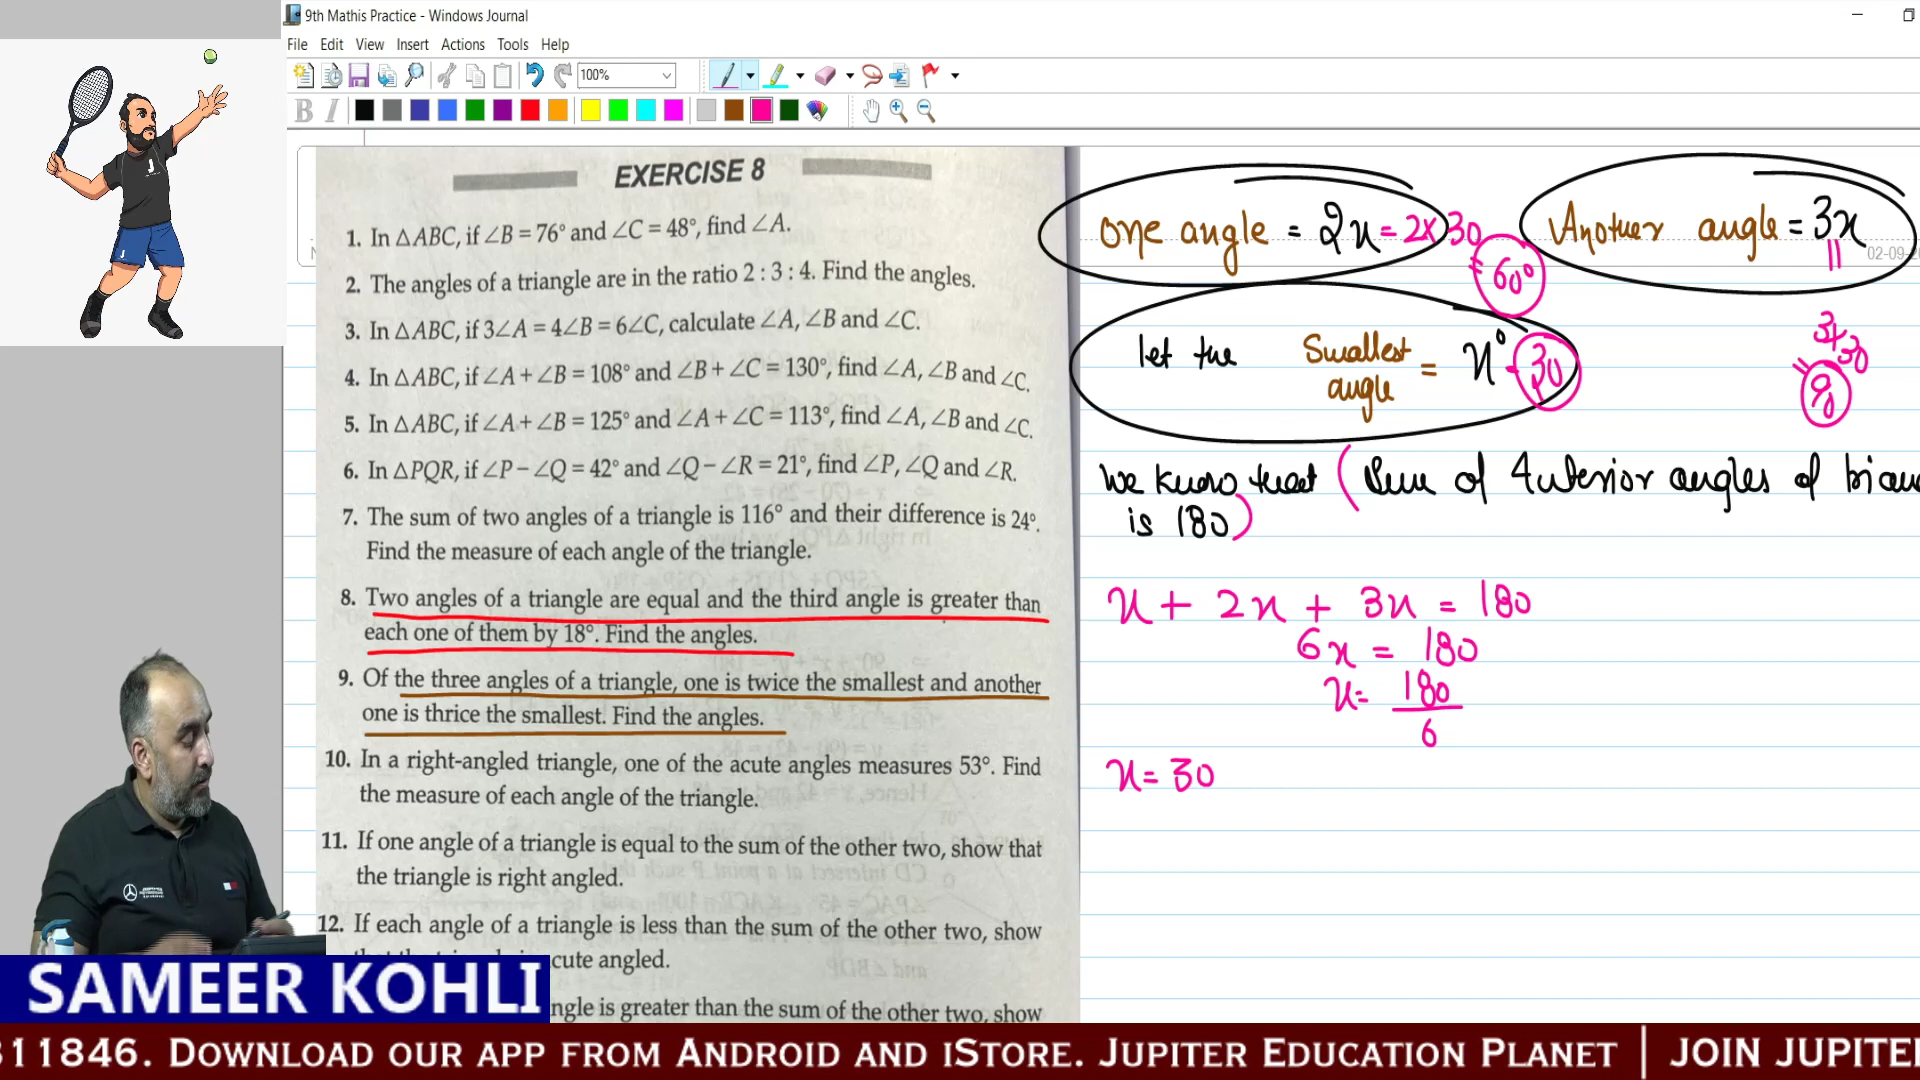 9th Mathis Practice - Windows Journal
File Edit View Insert Actions Tools Help
100%
B I
EXERCISE 8
1. In △ABC, if ∠B = 76° and ∠C = 48°, find ∠A.
2. The angles of a triangle are in the ratio 2 : 3 : 4. Find the angles.
3. In △ABC, if 3∠A = 4∠B = 6∠C, calculate ∠A, ∠B and ∠C.
4. In △ABC, if ∠A + ∠B = 108° and ∠B + ∠C = 130°, find ∠A, ∠B and ∠C.
5. In △ABC, if ∠A + ∠B = 125° and ∠A + ∠C = 113°, find ∠A, ∠B and ∠C.
6. In △PQR, if ∠P − ∠Q = 42° and ∠Q − ∠R = 21°, find ∠P, ∠Q and ∠R.
7. The sum of two angles of a triangle is 116° and their difference is 24°.
Find the measure of each angle of the triangle.
8. Two angles of a triangle are equal and the third angle is greater than
each one of them by 18°. Find the angles.
9. Of the three angles of a triangle, one is twice the smallest and another
one is thrice the smallest. Find the angles.
10. In a right-angled triangle, one of the acute angles measures 53°. Find
the measure of each angle of the triangle.
11. If one angle of a triangle is equal to the sum of the other two, show that
the triangle is right angled.
12. If each angle of a triangle is less than the sum of the other two, show
cute angled.
ngle is greater than the sum of the other two, show
one angle = 2x = 2x30
= 60°
Another angle = 3x
02-09-
let the smallest angle = x° = 30
3x30
= 90
We know that (Sum of interior angles of
is 180)
x + 2x + 3x = 180
6x = 180
x = 180
6
x = 30
SAMEER KOHLI
311846. DOWNLOAD OUR APP FROM ANDROID AND ISTORE. JUPITER EDUCATION PLANET | JOIN JUPITE